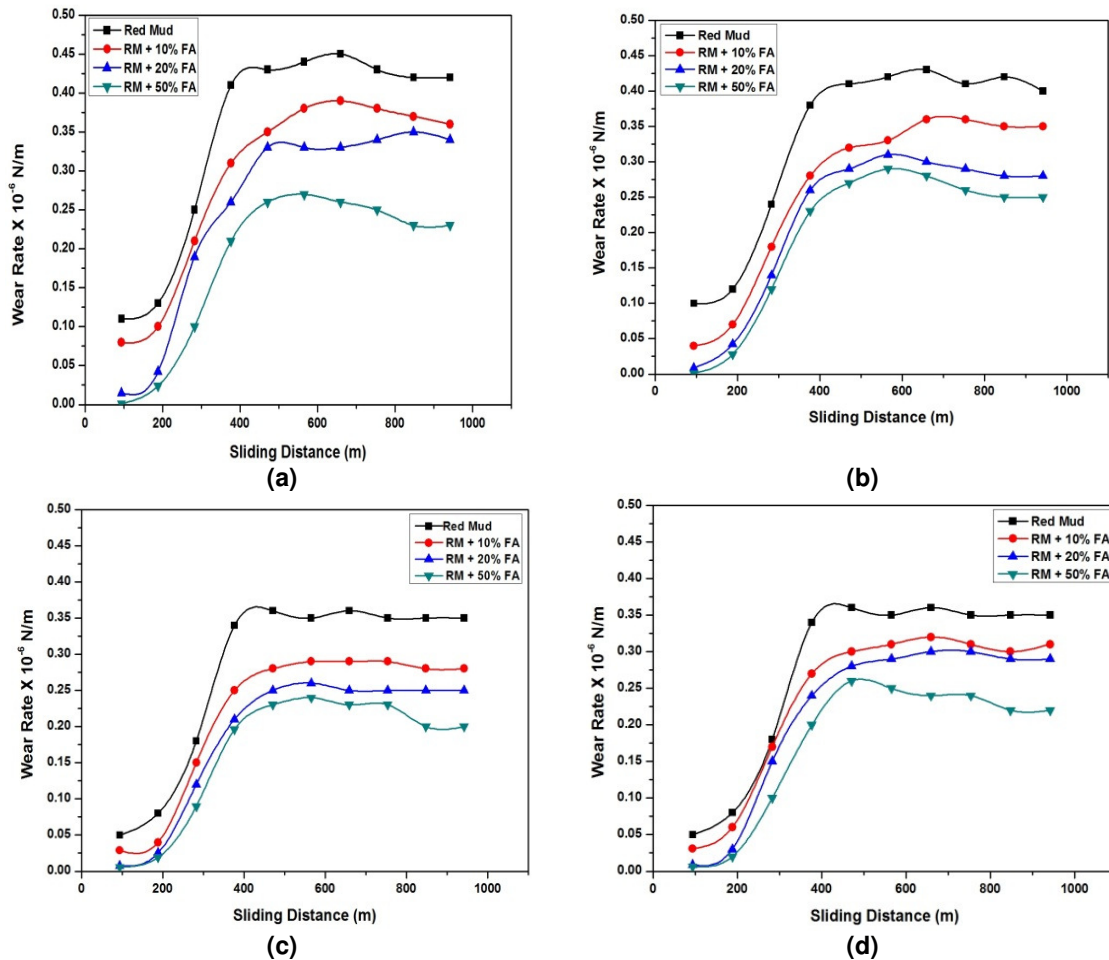 0.50
0.45
0.40
0.35
0.30
0.25
0.20
0.15
0.10
0.05
0.00
Wear Rate X 10⁻⁶ N/m
Red Mud
RM + 10% FA
RM + 20% FA
RM + 50% FA
0 200 400 600 800 1000
Sliding Distance (m)
(a)
0.50
0.45
0.40
0.35
0.30
0.25
0.20
0.15
0.10
0.05
0.00
Wear Rate X 10⁻⁶ N/m
Red Mud
RM + 10% FA
RM + 20% FA
RM + 50% FA
0 200 400 600 800 1000
Sliding Distance (m)
(b)
0.50
0.45
0.40
0.35
0.30
0.25
0.20
0.15
0.10
0.05
0.00
Wear Rate X 10⁻⁶ N/m
Red Mud
RM + 10% FA
RM + 20% FA
RM + 50% FA
0 200 400 600 800 1000
Sliding Distance (m)
(c)
0.50
0.45
0.40
0.35
0.30
0.25
0.20
0.15
0.10
0.05
0.00
Wear Rate X 10⁻⁶ N/m
Red Mud
RM + 10% FA
RM + 20% FA
RM + 50% FA
0 200 400 600 800 1000
Sliding Distance (m)
(d)